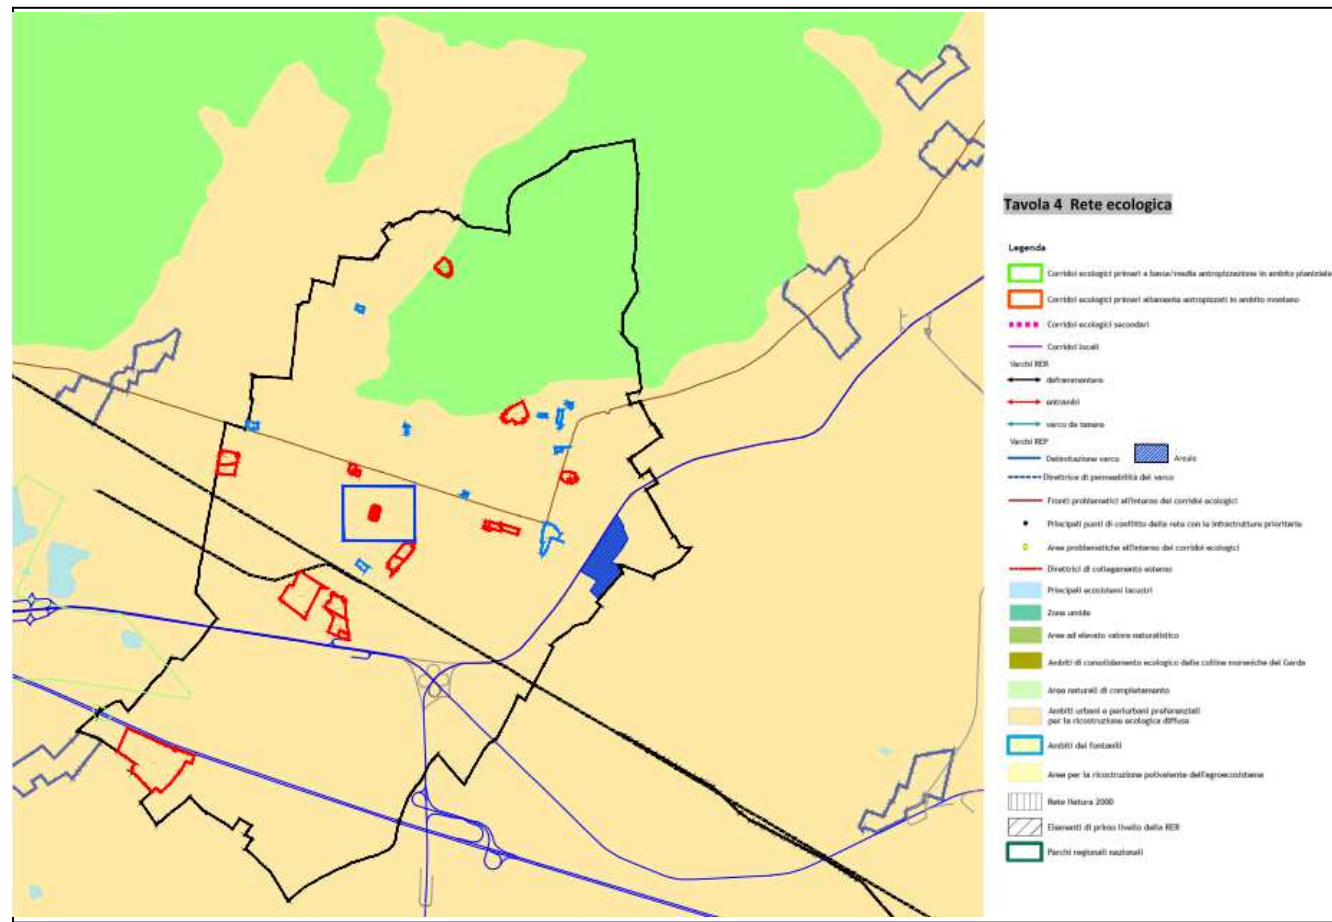 Tavola 4 Rete ecologica
Legenda
Corridoi ecologici primari a bassa/media antropizzazione in ambito planiziale
Corridoi ecologici primari altamente antropizzati in ambito montano
Corridoi ecologici secondari
Corridoi locali
Varchi RER
deframmentare
entrambi
varco da tenere
Varchi REP
Delimitazione varco
Areale
Direttrice di permeabilità del varco
Fronti problematici all'interno dei corridoi ecologici
Principali punti di conflitto della rete con le infrastrutture prioritarie
Aree problematiche all'interno dei corridoi ecologici
Direttrici di collegamento esterno
Principali ecosistemi lacustri
Zone umide
Aree ad elevato valore naturalistico
Ambiti di consolidamento ecologico delle colline moreniche del Garda
Aree naturali di completamento
Ambiti urbani e periurbani preferenziali
per la ricostruzione ecologica diffusa
Ambiti dei fontanili
Aree per la ricostruzione polivalente dell'agroecosistema
Rete Natura 2000
Elementi di primo livello della RER
Parchi regionali nazionali